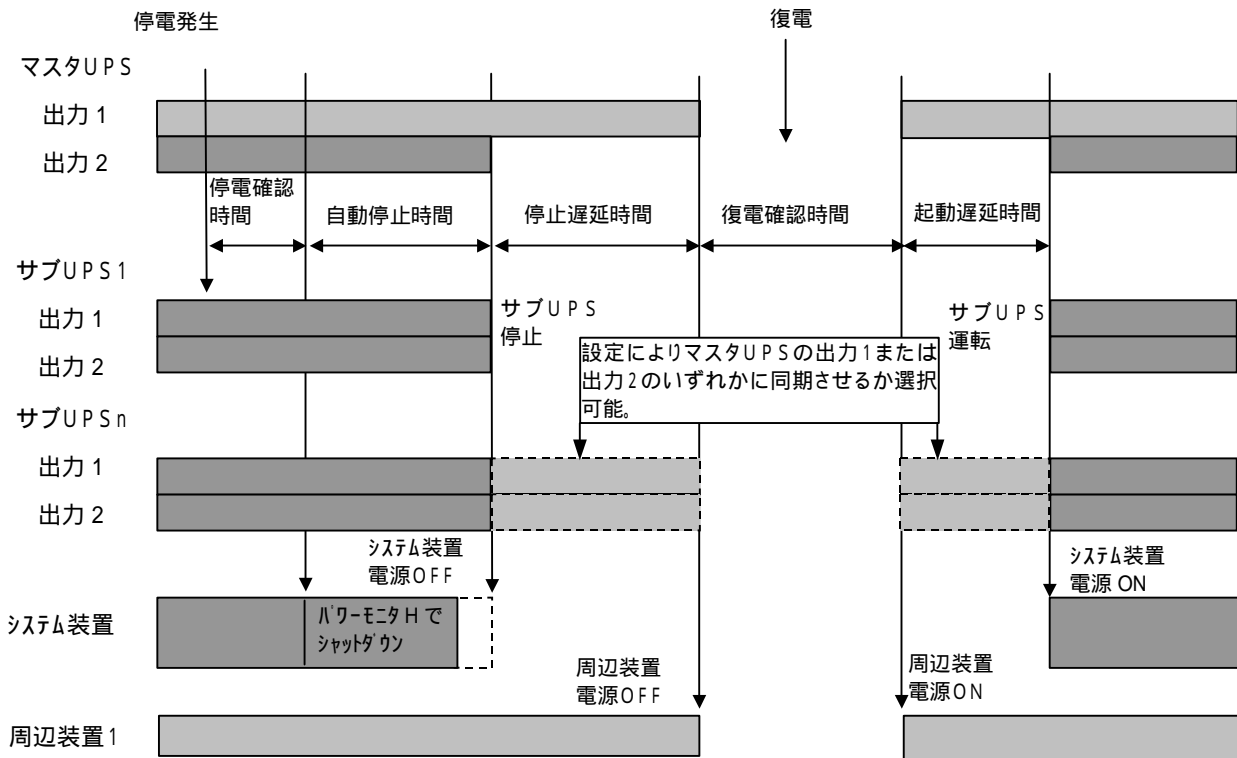 停電発生
復電
マスタUPS
出力1
出力2
停電確認
時間
自動停止時間
停止遅延時間
復電確認時間
起動遅延時間
サブUPS1
出力1
出力2
サブUPS
停止
サブUPS
運転
設定によりマスタUPSの出力1または
出力2のいずれかに同期させるか選択
可能。
サブUPSn
出力1
出力2
ｼｽﾃﾑ装置
電源OFF
ｼｽﾃﾑ装置
電源 ON
ｼｽﾃﾑ装置
ﾊﾟﾜｰﾓﾆﾀHで
ｼｬｯﾄﾀﾞｳﾝ
周辺装置
電源OFF
周辺装置
電源ON
周辺装置1